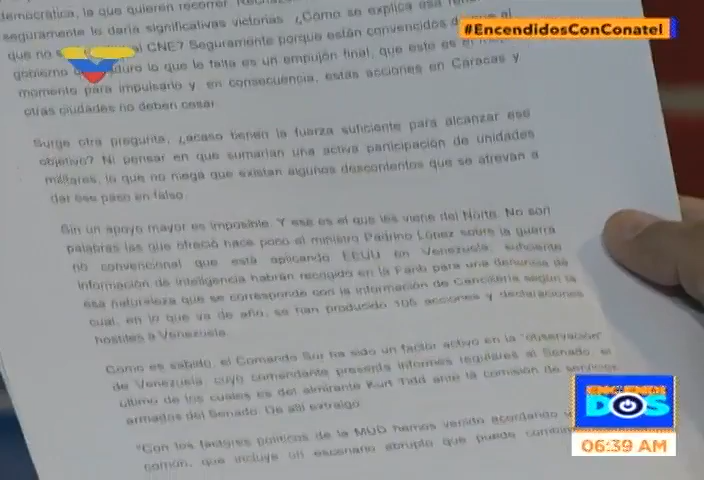 democrática, la que quieren recorrer.
seguramente le daría significativas victorias. ¿Cómo se explica esa
#EncendidosConConatel
que no el CNE? Seguramente porque están convencidos de que al
gobierno de Maduro lo que le falta es un empujón final, que este es el
momento para impulsarlo y, en consecuencia, estas acciones en Caracas y
otras ciudades no deben cesar.
Surge otra pregunta, ¿acaso tienen la fuerza suficiente para alcanzar ese
objetivo? Ni pensar en que sumarían una activa participación de unidades
militares, lo que no niega que existan algunos descontentos que se atrevan a
dar ese paso en falso.
Sin un apoyo mayor es imposible. Y ese es el que les viene del Norte. No son
palabras las que ofreció hace poco el ministro Padrino López sobre la guerra
no convencional que está aplicando EEUU en Venezuela, suficiente
información de inteligencia habrán recogido en la Fanb para una denuncia de
esa naturaleza que se corresponde con la información de Cancillería según la
cual, en lo que va de año, se han producido 105 acciones y declaraciones
hostiles a Venezuela.
Como es sabido, el Comando Sur ha sido un factor activo en la "observación"
de Venezuela, cuyo comandante presenta informes regulares al Senado, el
último de los cuales es del almirante Kurt Tidd ante la comisión de servicios
armados del Senado. De allí extraigo:
"Con los factores políticos de la MUD hemos venido acordando
común, que incluye un escenario abrupto que puede
ENCIENDE
DOS
06:39 AM